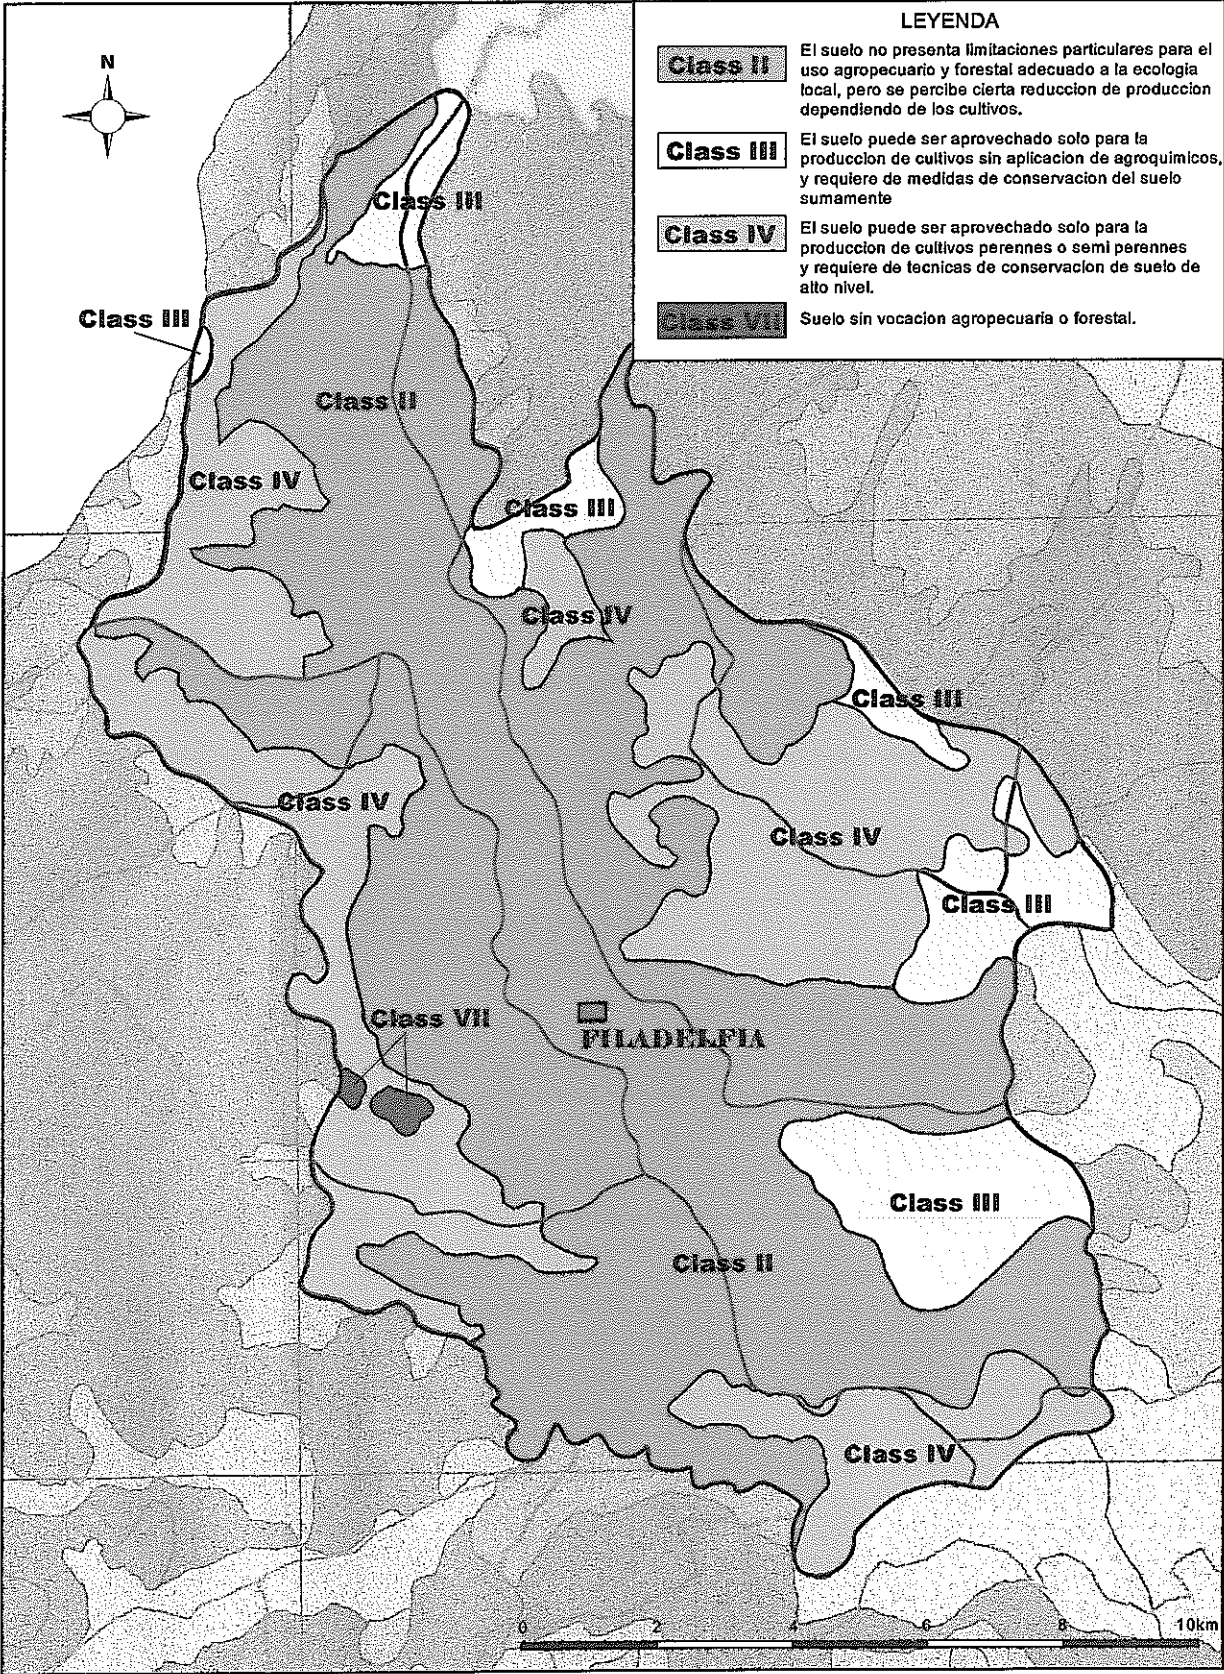 LEYENDA
Class II
El suelo no presenta limitaciones particulares para el
uso agropecuario y forestal adecuado a la ecologia
local, pero se percibe cierta reduccion de produccion
dependiendo de los cultivos.
Class III
El suelo puede ser aprovechado solo para la
produccion de cultivos sin aplicacion de agroquimicos,
y requiere de medidas de conservacion del suelo
sumamente
Class IV
El suelo puede ser aprovechado solo para la
produccion de cultivos perennes o semi perennes
y requiere de tecnicas de conservacion de suelo de
alto nivel.
Class VII
Suelo sin vocacion agropecuaria o forestal.
N
Class III
Class III
Class II
Class IV
Class III
Class IV
Class III
Class IV
Class IV
Class III
Class VII
FILADELFIA
Class III
Class II
Class IV
0 2 4 6 8 10km